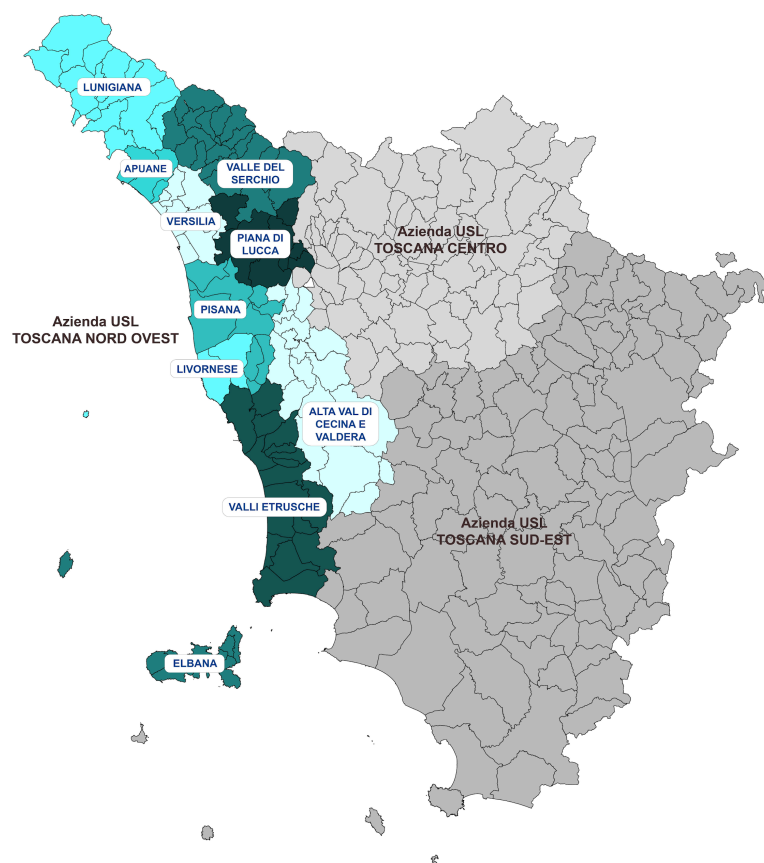 LUNIGIANA
APUANE
VALLE DEL
SERCHIO
VERSILIA
PIANA DI
LUCCA
Azienda USL
TOSCANA CENTRO
PISANA
Azienda USL
TOSCANA NORD OVEST
LIVORNESE
ALTA VAL DI
CECINA E
VALDERA
VALLI ETRUSCHE
Azienda USL
TOSCANA SUD-EST
ELBANA